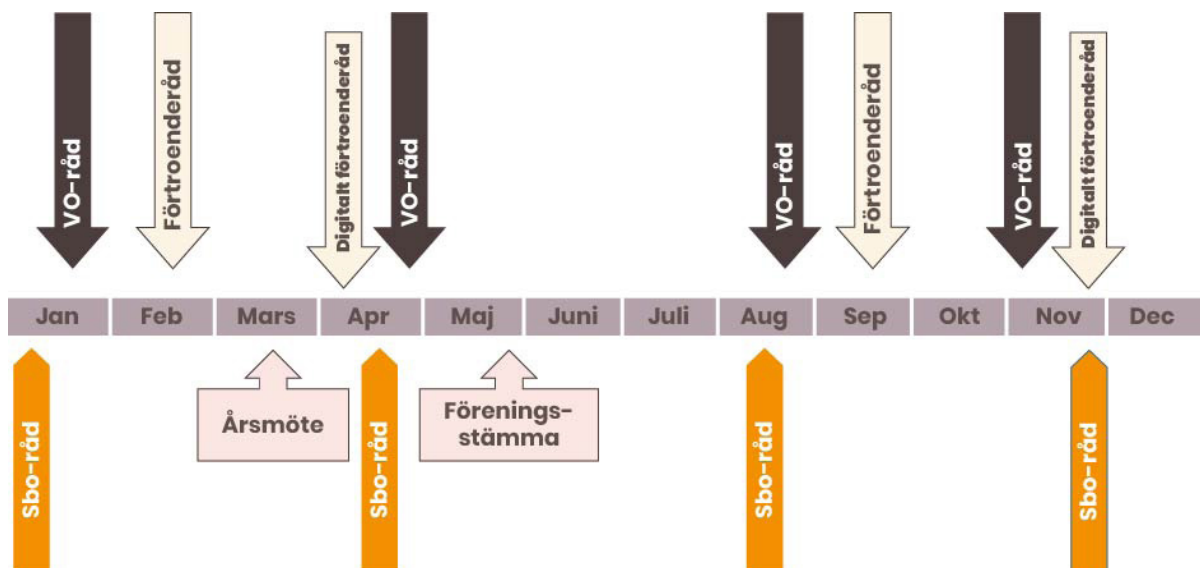 VO-råd
Förtroenderåd
Digitalt förtroenderåd
VO-råd
VO-råd
Förtroenderåd
VO-råd
Digitalt förtroenderåd
Jan Feb Mars Apr Maj Juni Juli Aug Sep Okt Nov Dec
Sbo-råd
Årsmöte
Sbo-råd
Förenings-
stämma
Sbo-råd
Sbo-råd